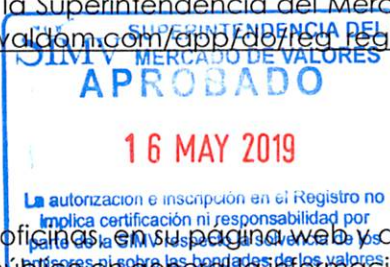 la Superintendencia del Merc
SIMV SUPERINTENDENCIA DEL
MERCADO DE VALORES
APROBADO
16 MAY 2019
La autorización e inscripción en el Registro no
implica certificación ni responsabilidad por
parte de la SIMV respecto la solvencia de los
emisores ni sobre las bondades de los valores
oficinas, en su página web y